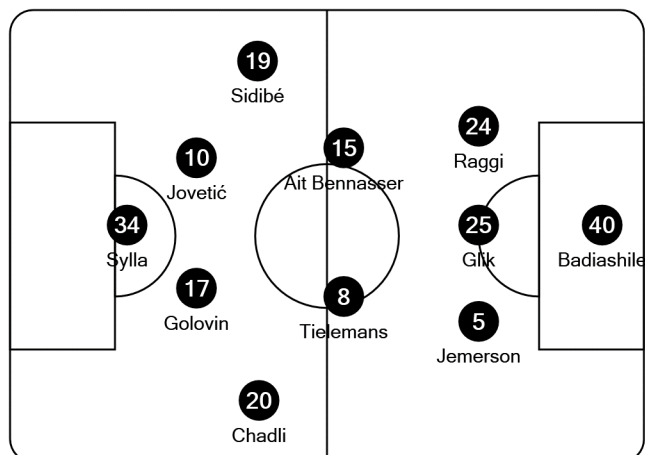 19
Sidibé
24
Raggi
15
Ait Bennasser
10
Jovetić
34
Sylla
25
Glik
40
Badiashile
17
Golovin
8
Tielemans
5
Jemerson
20
Chadli